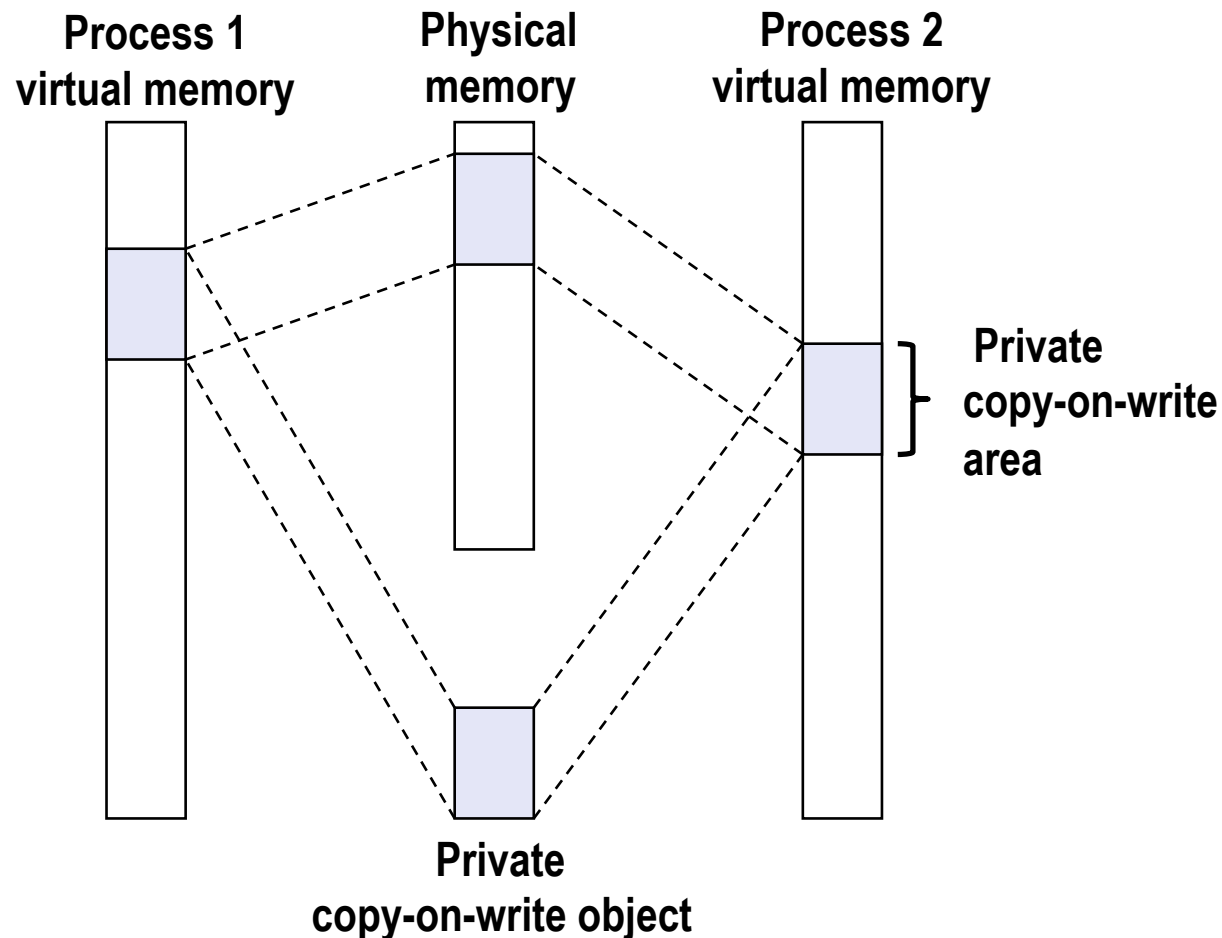 Process 1
virtual memory
Physical
memory
Process 2
virtual memory
Private
copy-on-write
area
Private
copy-on-write object